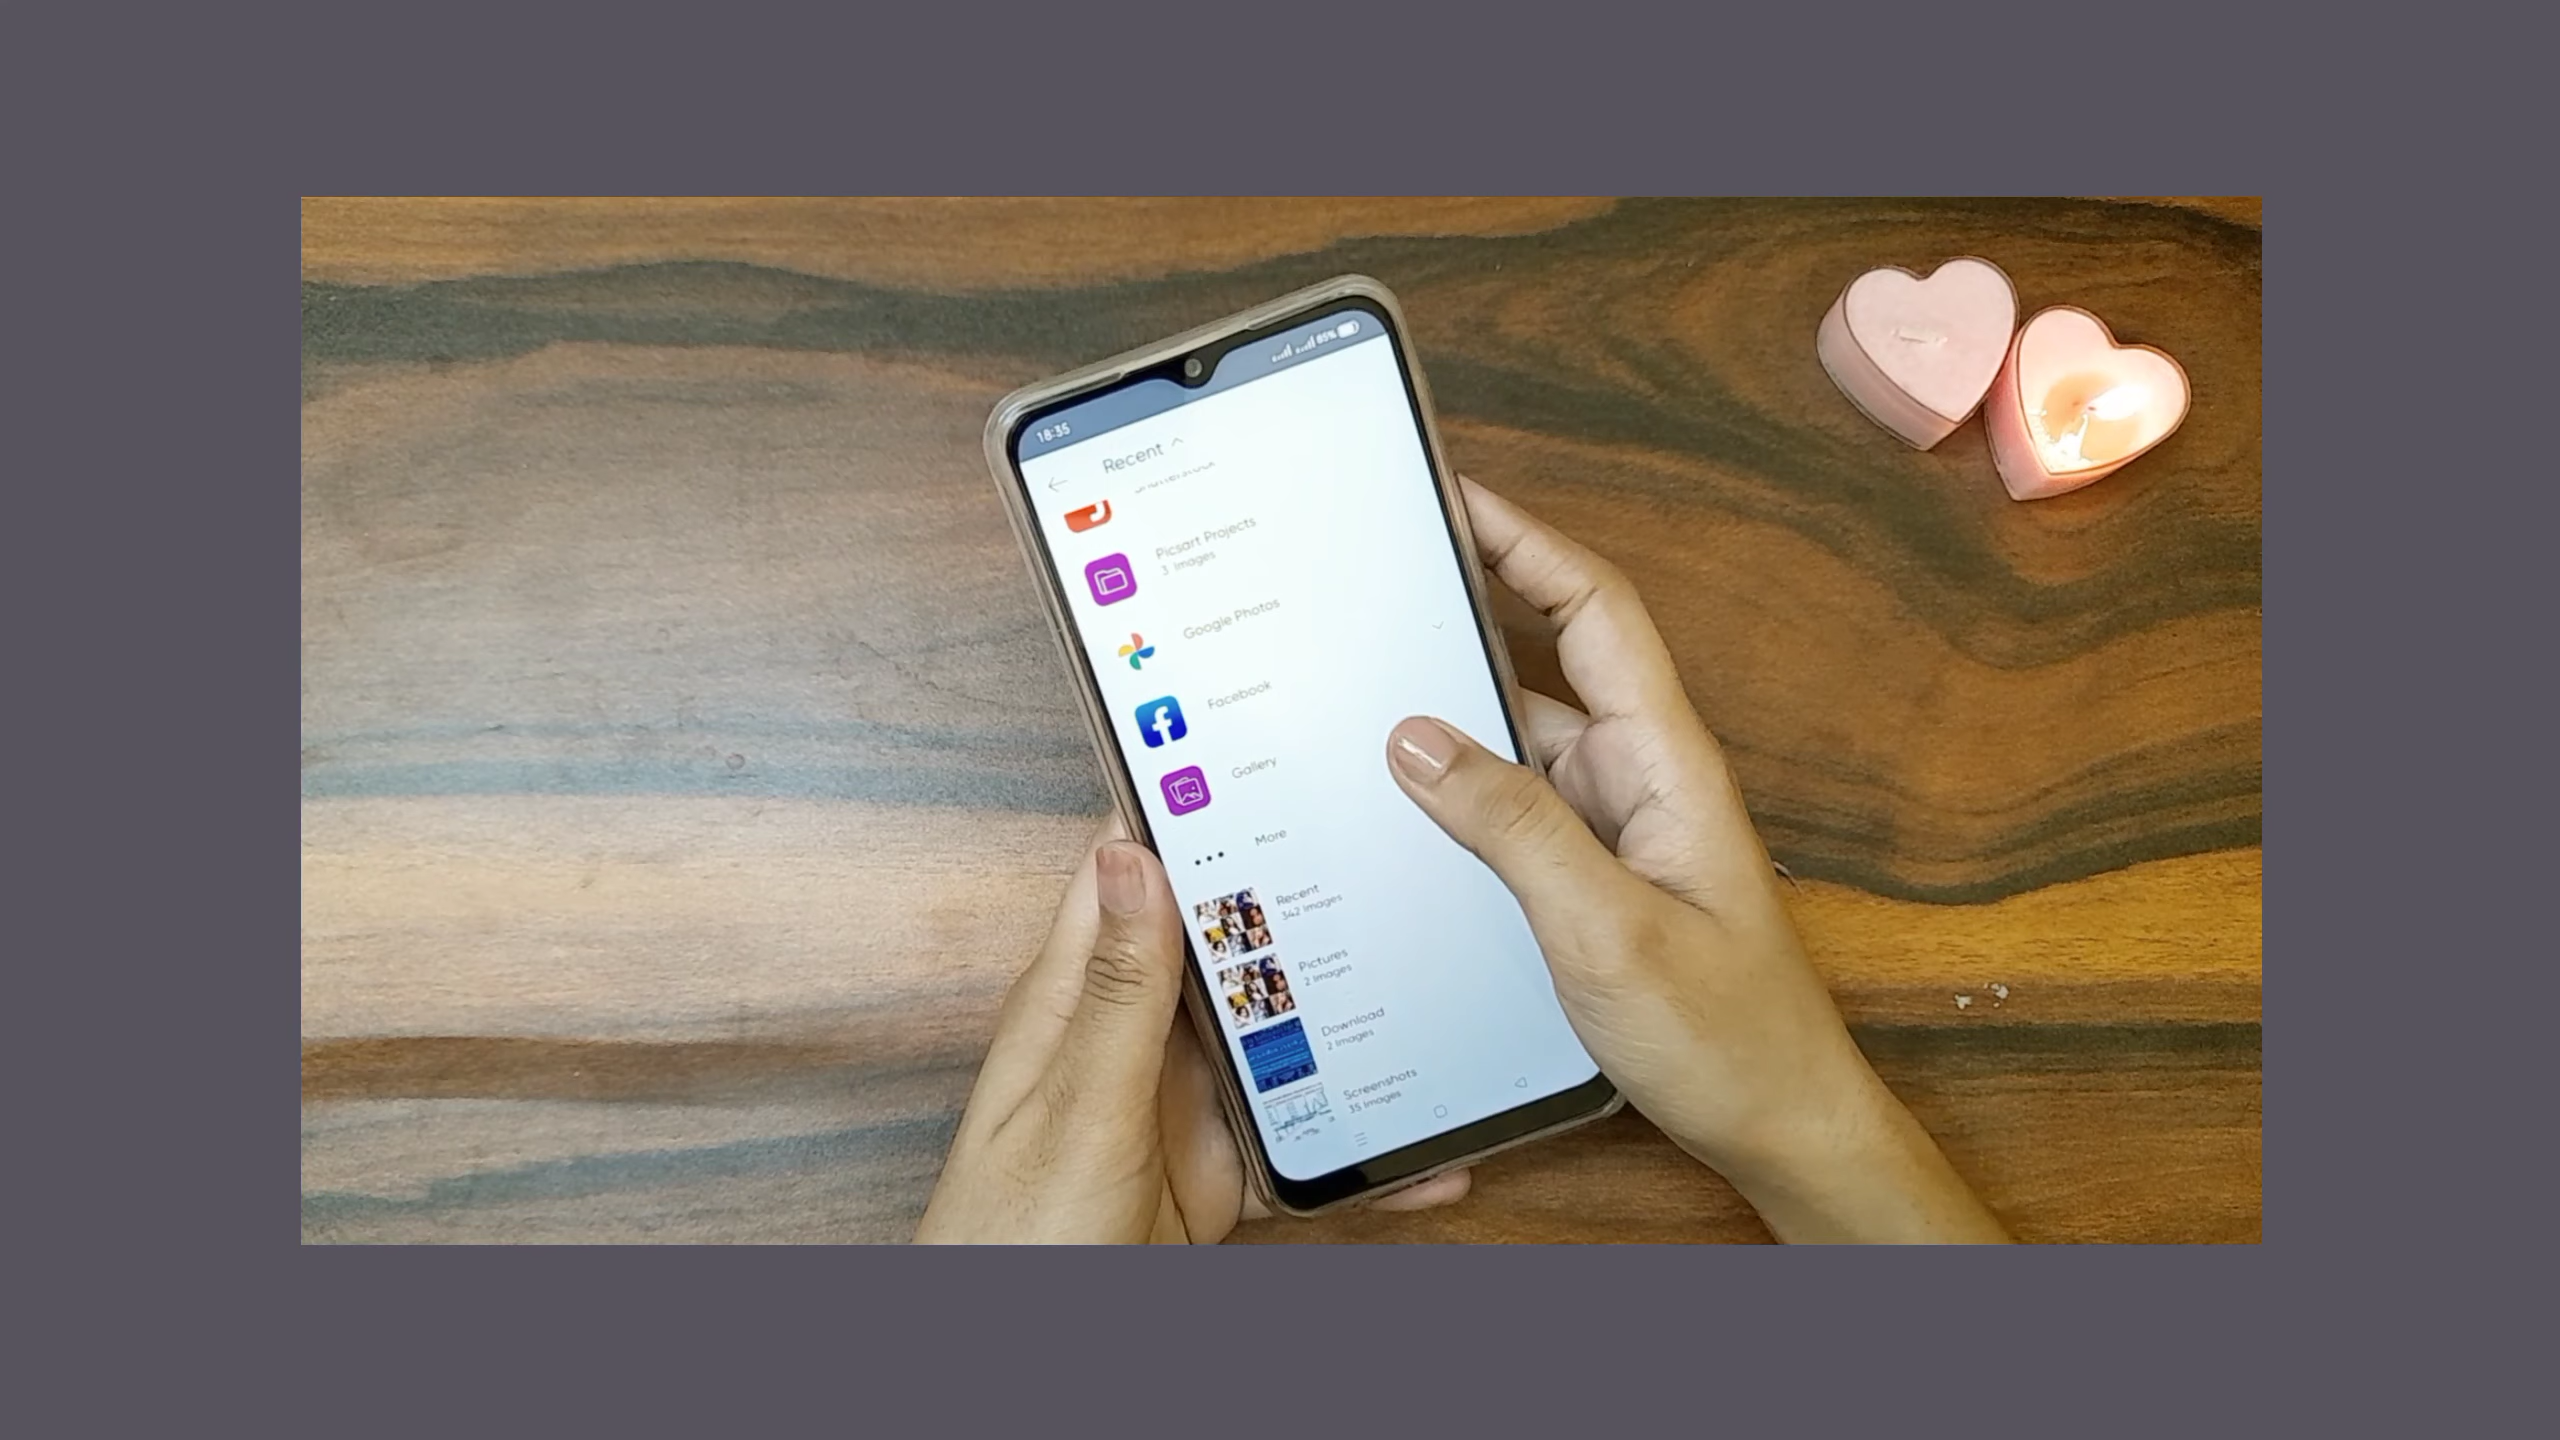 18:35
85%
Recent
Shutterstock
Picsart Projects
3 Images
Google Photos
Facebook
Gallery
More
Recent
342 Images
Pictures
2 Images
Download
2 Images
Screenshots
35 Images